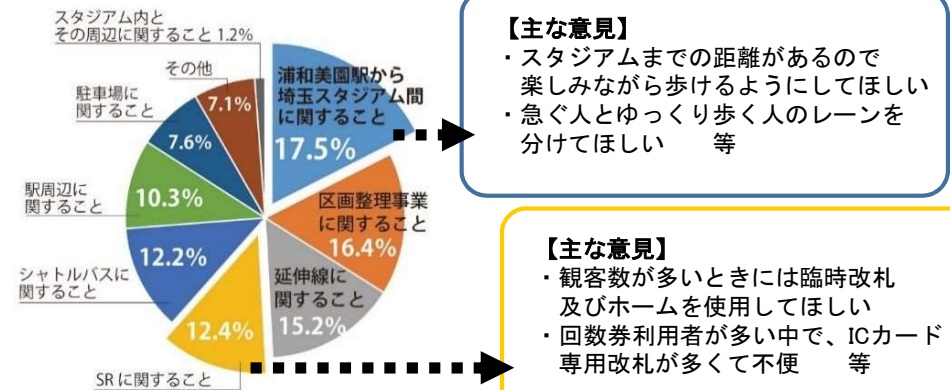 スタジアム内と
その周辺に関すること 1.2%
その他
7.1%
駐車場に
関すること
7.6%
駅周辺に
関すること
10.3%
シャトルバスに
関すること
12.2%
SRに関すること
12.4%
延伸線に
関すること
15.2%
区画整理事業
に関すること
16.4%
浦和美園駅から
埼玉スタジアム間
に関すること
17.5%
【主な意見】
・スタジアムまでの距離があるので
楽しみながら歩けるようにしてほしい
・急ぐ人とゆっくり歩く人のレーンを
分けてほしい 等
【主な意見】
・観客数が多いときには臨時改札
及びホームを使用してほしい
・回数券利用者が多い中で、ICカード
専用改札が多くて不便 等